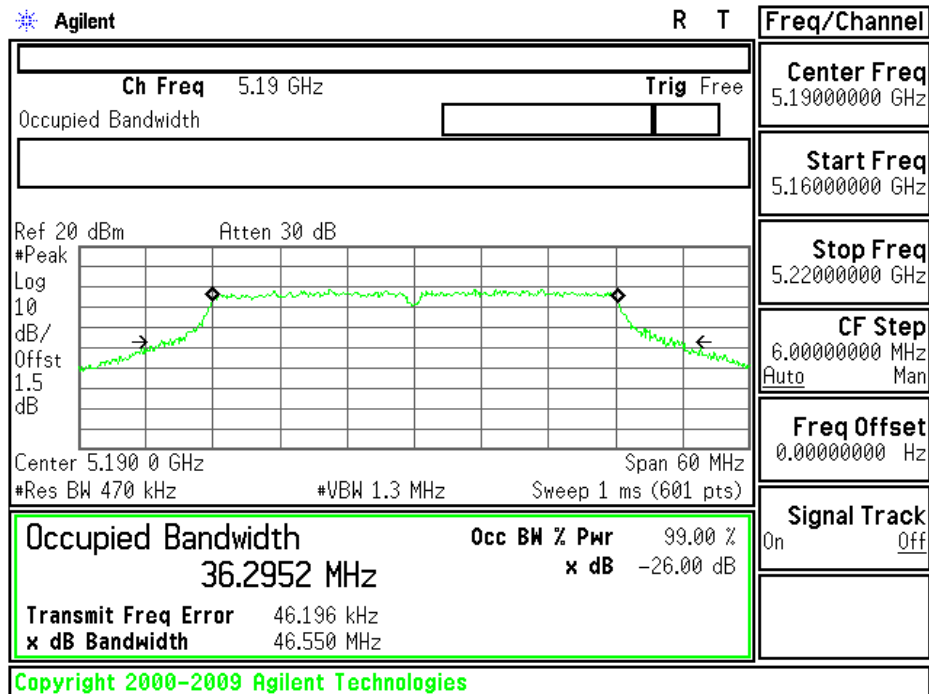 Agilent R T
Freq/Channel
Ch Freq 5.19 GHz Trig Free
Occupied Bandwidth
Center Freq
5.19000000 GHz
Start Freq
5.16000000 GHz
Stop Freq
5.22000000 GHz
CF Step
6.00000000 MHz
Auto Man
Freq Offset
0.00000000 Hz
Signal Track
On Off
Ref 20 dBm Atten 30 dB
#Peak
Log
10
dB/
Offst
1.5
dB
Center 5.190 0 GHz Span 60 MHz
#Res BW 470 kHz #VBW 1.3 MHz Sweep 1 ms (601 pts)
Occupied Bandwidth
36.2952 MHz
Occ BW % Pwr 99.00 %
x dB -26.00 dB
Transmit Freq Error 46.196 kHz
x dB Bandwidth 46.550 MHz
Copyright 2000-2009 Agilent Technologies